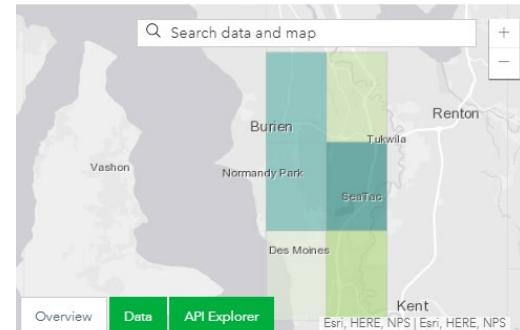 Search data and map
+
−
Renton
Burien
Tukwila
Vashon
Normandy Park
SeaTac
Des Moines
Kent
Overview Data API Explorer
Esri, HERE, NPS | Esri, HERE, NPS